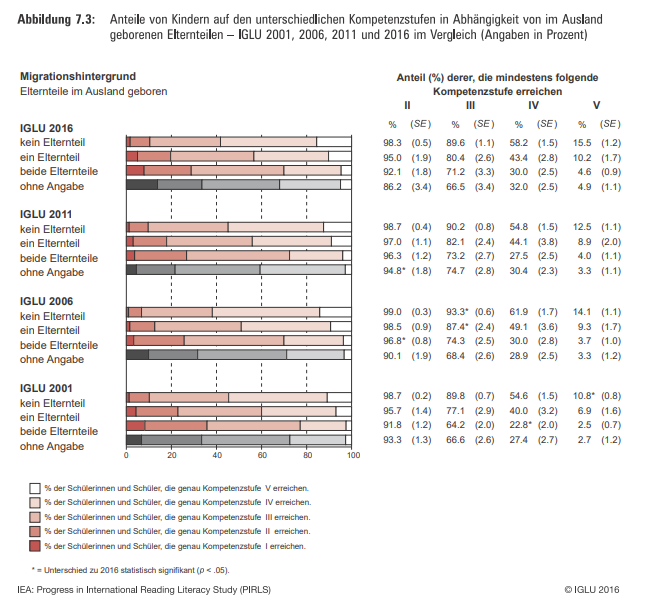 Abbildung 7.3: Anteile von Kindern auf den unterschiedlichen Kompetenzstufen in Abhängigkeit von im Ausland
geborenen Elternteilen – IGLU 2001, 2006, 2011 und 2016 im Vergleich (Angaben in Prozent)
Migrationshintergrund
Elternteile im Ausland geboren
Anteil (%) derer, die mindestens folgende
Kompetenzstufe erreichen
II III IV V
% (SE) % (SE) % (SE) % (SE)
IGLU 2016
kein Elternteil 98.3 (0.5) 89.6 (1.1) 58.2 (1.5) 15.5 (1.2)
ein Elternteil 95.0 (1.9) 80.4 (2.6) 43.4 (2.8) 10.2 (1.7)
beide Elternteile 92.1 (1.8) 71.2 (3.3) 30.0 (2.5) 4.6 (0.9)
ohne Angabe 86.2 (3.4) 66.5 (3.4) 32.0 (2.5) 4.9 (1.1)
IGLU 2011
kein Elternteil 98.7 (0.4) 90.2 (0.8) 54.8 (1.5) 12.5 (1.1)
ein Elternteil 97.0 (1.1) 82.1 (2.4) 44.1 (3.8) 8.9 (2.0)
beide Elternteile 96.3 (1.2) 73.2 (2.7) 27.5 (2.5) 4.0 (1.1)
ohne Angabe 94.8* (1.8) 74.7 (2.8) 30.4 (2.3) 3.3 (1.1)
IGLU 2006
kein Elternteil 99.0 (0.3) 93.3* (0.6) 61.9 (1.7) 14.1 (1.1)
ein Elternteil 98.5 (0.9) 87.4* (2.4) 49.1 (3.6) 9.3 (1.7)
beide Elternteile 96.8* (0.8) 74.3 (2.5) 30.0 (2.8) 3.7 (1.0)
ohne Angabe 90.1 (1.9) 68.4 (2.6) 28.9 (2.5) 3.3 (1.2)
IGLU 2001
kein Elternteil 98.7 (0.2) 89.8 (0.7) 54.6 (1.5) 10.8* (0.8)
ein Elternteil 95.7 (1.4) 77.1 (2.9) 40.0 (3.2) 6.9 (1.6)
beide Elternteile 91.8 (1.2) 64.2 (2.0) 22.8* (2.0) 2.5 (0.7)
ohne Angabe 93.3 (1.3) 66.6 (2.6) 27.4 (2.7) 2.7 (1.2)
0 20 40 60 80 100
% der Schülerinnen und Schüler, die genau Kompetenzstufe V erreichen.
% der Schülerinnen und Schüler, die genau Kompetenzstufe IV erreichen.
% der Schülerinnen und Schüler, die genau Kompetenzstufe III erreichen.
% der Schülerinnen und Schüler, die genau Kompetenzstufe II erreichen.
% der Schülerinnen und Schüler, die genau Kompetenzstufe I erreichen.
* = Unterschied zu 2016 statistisch signifikant (p < .05).
IEA: Progress in International Reading Literacy Study (PIRLS) © IGLU 2016